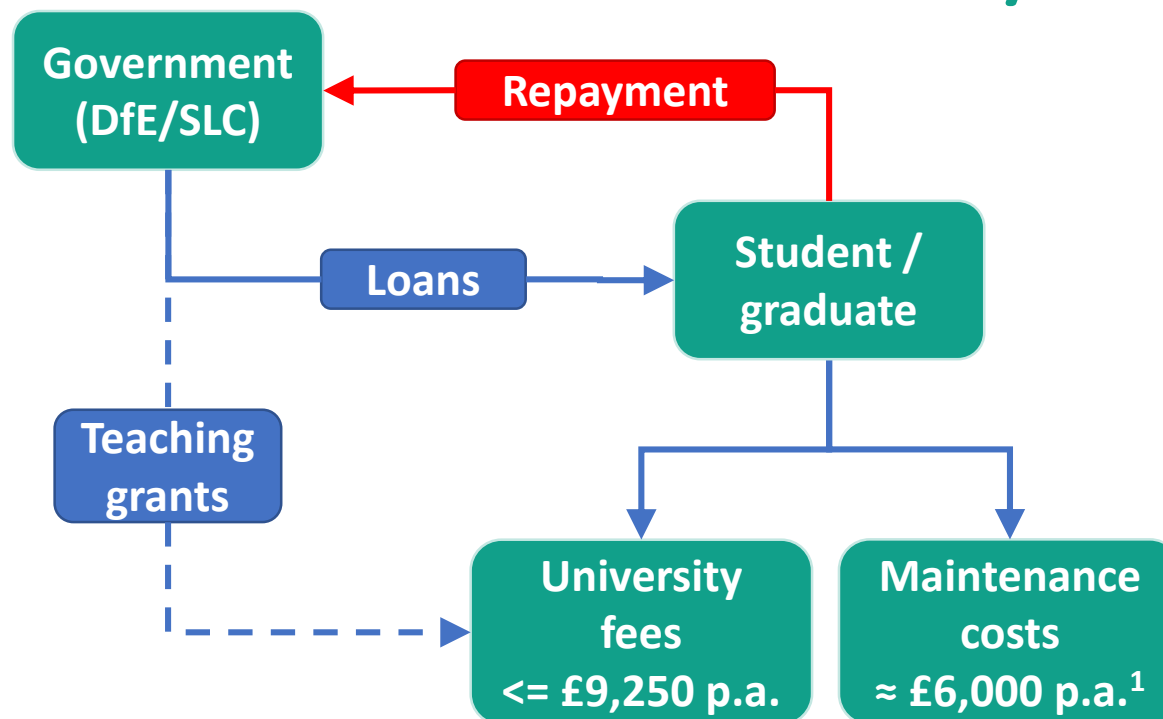 Government
(DfE/SLC)
Repayment
Student /
graduate
Loans
Teaching
grants
University
fees
<= £9,250 p.a.
Maintenance
costs
≈ £6,000 p.a.¹